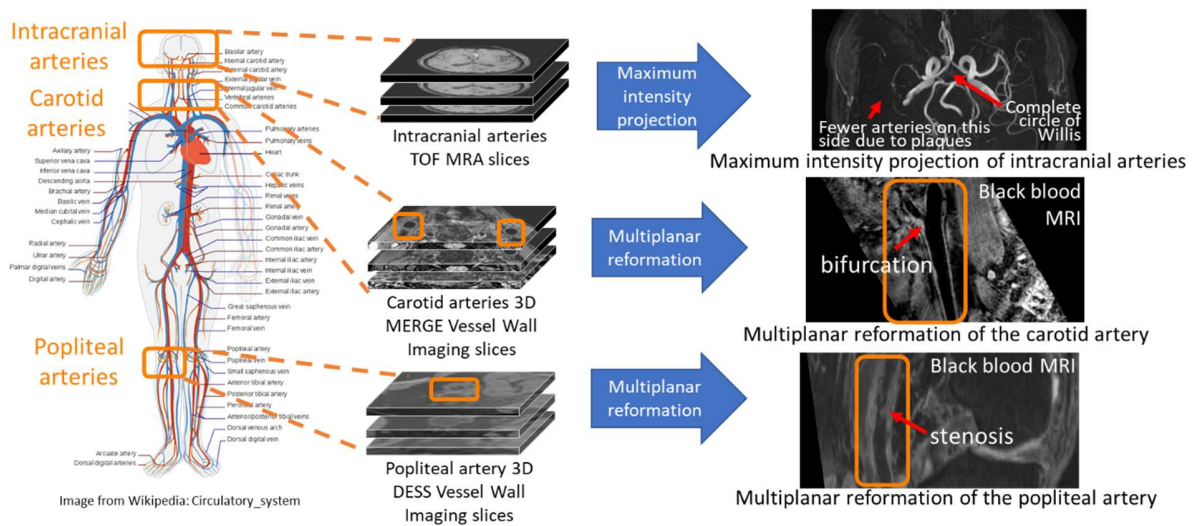 Intracranial
arteries
Carotid
arteries
Popliteal
arteries
Basilar artery
Internal carotid artery
External carotid artery
External jugular vein
Internal jugular vein
Vertebral arteries
Common carotid arteries
Pulmonary arteries
Pulmonary veins
Heart
Celiac trunk
Hepatic veins
Renal veins
Renal artery
Gonadal vein
Gonadal artery
Common iliac vein
Common iliac artery
Internal iliac artery
Internal iliac vein
External iliac vein
External iliac artery
Great saphenous vein
Femoral artery
Femoral vein
Popliteal artery
Popliteal vein
Small saphenous vein
Anterior tibial artery
Posterior tibial artery
Peroneal artery
Anterior/posterior tibial veins
Dorsal venous arch
Dorsal digital vein
Axillary artery
Superior vena cava
Inferior vena cava
Descending aorta
Brachial artery
Basilic vein
Median cubital vein
Cephalic vein
Radial artery
Ulnar artery
Palmar digital veins
Digital artery
Arcuate artery
Dorsal digital arteries
Image from Wikipedia: Circulatory_system
Intracranial arteries
TOF MRA slices
Carotid arteries 3D
MERGE Vessel Wall
Imaging slices
Popliteal artery 3D
DESS Vessel Wall
Imaging slices
Maximum
intensity
projection
Multiplanar
reformation
Multiplanar
reformation
Fewer arteries on this
side due to plaques
Complete
circle of
Willis
Maximum intensity projection of intracranial arteries
Black blood
MRI
bifurcation
Multiplanar reformation of the carotid artery
Black blood MRI
stenosis
Multiplanar reformation of the popliteal artery